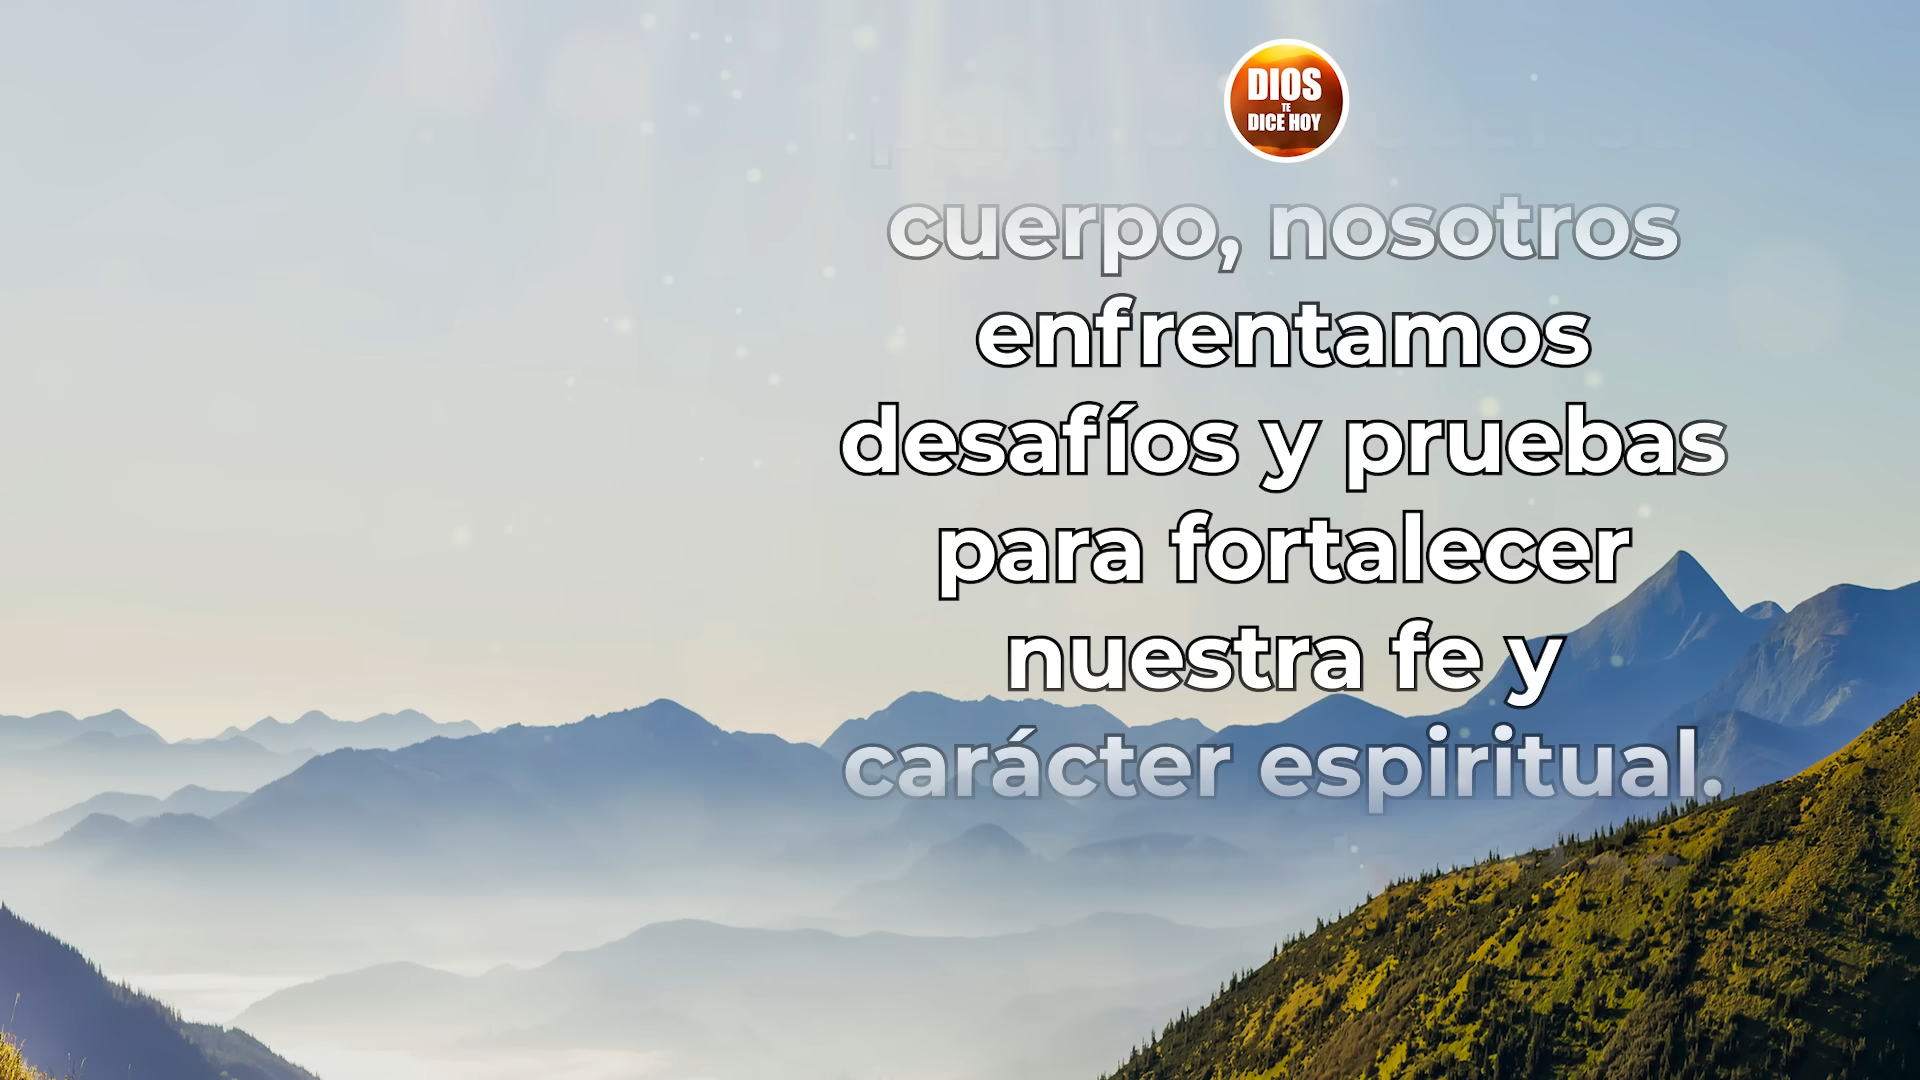 DIOS
TE
DICE HOY
cuerpo, nosotros
enfrentamos
desafíos y pruebas
para fortalecer
nuestra fe y
carácter espiritual.